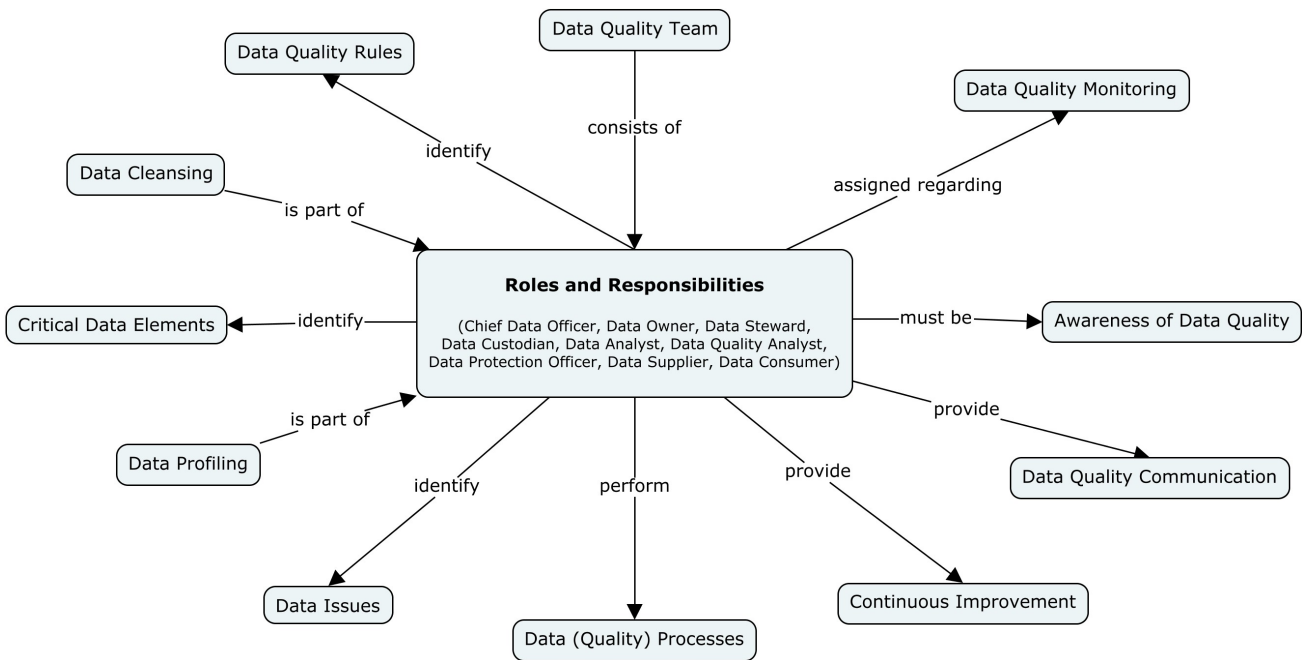 Data Quality Team
Data Quality Rules
Data Quality Monitoring
consists of
identify
Data Cleansing
assigned regarding
is part of
Roles and Responsibilities
(Chief Data Officer, Data Owner, Data Steward,
Data Custodian, Data Analyst, Data Quality Analyst,
Data Protection Officer, Data Supplier, Data Consumer)
Critical Data Elements
identify
must be
Awareness of Data Quality
is part of
provide
Data Profiling
Data Quality Communication
identify
perform
provide
Data Issues
Continuous Improvement
Data (Quality) Processes